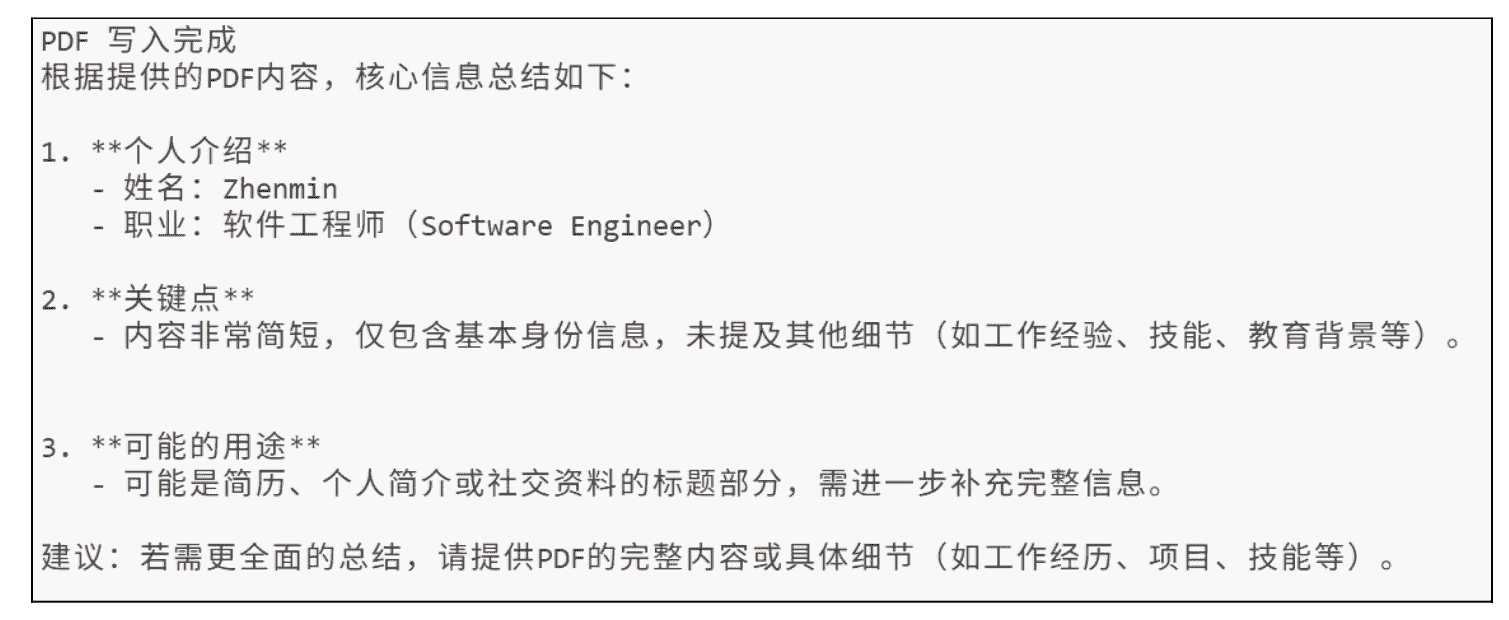 PDF 写入完成
根据提供的PDF内容，核心信息总结如下：
1. **个人介绍**
- 姓名：Zhenmin
- 职业：软件工程师（Software Engineer）
2. **关键点**
- 内容非常简短，仅包含基本身份信息，未提及其他细节（如工作经验、技能、教育背景等）。
3. **可能的用途**
- 可能是简历、个人简介或社交资料的标题部分，需进一步补充完整信息。
建议：若需更全面的总结，请提供PDF的完整内容或具体细节（如工作经历、项目、技能等）。